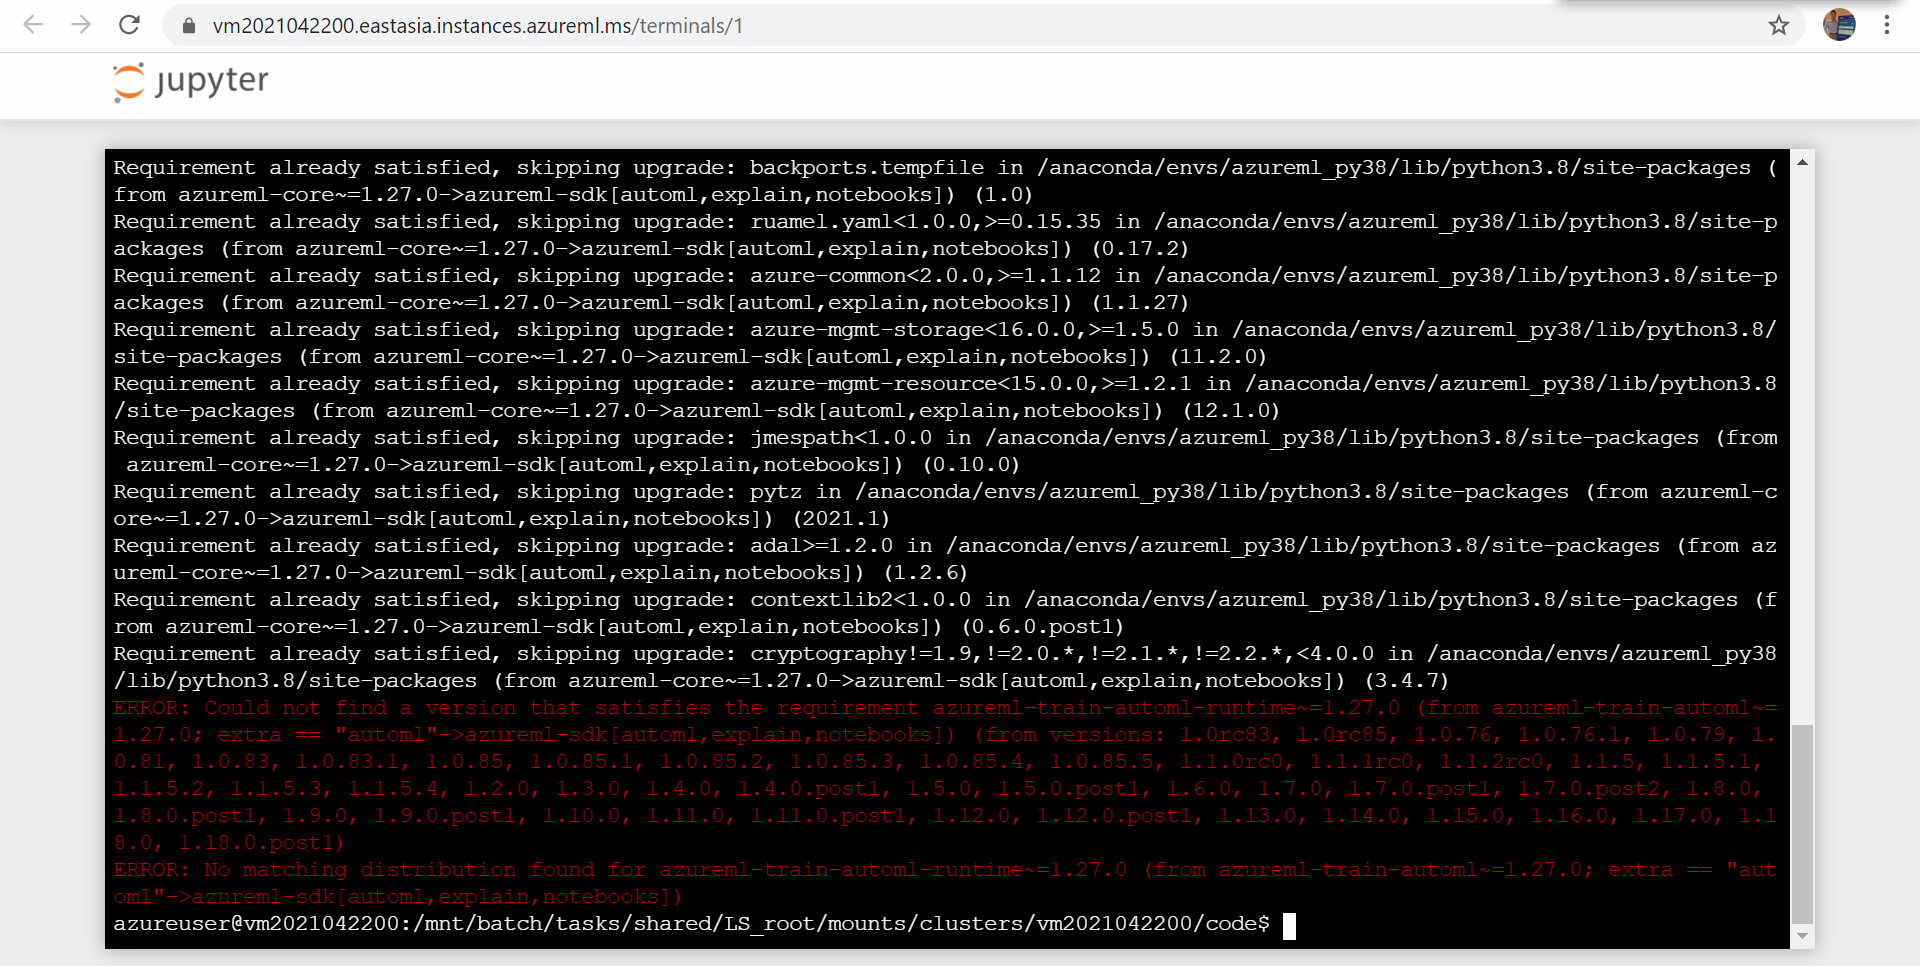 vm2021042200.eastasia.instances.azureml.ms/terminals/1
jupyter
Requirement already satisfied, skipping upgrade: backports.tempfile in /anaconda/envs/azureml_py38/lib/python3.8/site-packages (
from azureml-core~=1.27.0->azureml-sdk[automl,explain,notebooks]) (1.0)
Requirement already satisfied, skipping upgrade: ruamel.yaml<1.0.0,>=0.15.35 in /anaconda/envs/azureml_py38/lib/python3.8/site-p
ackages (from azureml-core~=1.27.0->azureml-sdk[automl,explain,notebooks]) (0.17.2)
Requirement already satisfied, skipping upgrade: azure-common<2.0.0,>=1.1.12 in /anaconda/envs/azureml_py38/lib/python3.8/site-p
ackages (from azureml-core~=1.27.0->azureml-sdk[automl,explain,notebooks]) (1.1.27)
Requirement already satisfied, skipping upgrade: azure-mgmt-storage<16.0.0,>=1.5.0 in /anaconda/envs/azureml_py38/lib/python3.8/
site-packages (from azureml-core~=1.27.0->azureml-sdk[automl,explain,notebooks]) (11.2.0)
Requirement already satisfied, skipping upgrade: azure-mgmt-resource<15.0.0,>=1.2.1 in /anaconda/envs/azureml_py38/lib/python3.8
/site-packages (from azureml-core~=1.27.0->azureml-sdk[automl,explain,notebooks]) (12.1.0)
Requirement already satisfied, skipping upgrade: jmespath<1.0.0 in /anaconda/envs/azureml_py38/lib/python3.8/site-packages (from
 azureml-core~=1.27.0->azureml-sdk[automl,explain,notebooks]) (0.10.0)
Requirement already satisfied, skipping upgrade: pytz in /anaconda/envs/azureml_py38/lib/python3.8/site-packages (from azureml-c
ore~=1.27.0->azureml-sdk[automl,explain,notebooks]) (2021.1)
Requirement already satisfied, skipping upgrade: adal>=1.2.0 in /anaconda/envs/azureml_py38/lib/python3.8/site-packages (from az
ureml-core~=1.27.0->azureml-sdk[automl,explain,notebooks]) (1.2.6)
Requirement already satisfied, skipping upgrade: contextlib2<1.0.0 in /anaconda/envs/azureml_py38/lib/python3.8/site-packages (f
rom azureml-core~=1.27.0->azureml-sdk[automl,explain,notebooks]) (0.6.0.post1)
Requirement already satisfied, skipping upgrade: cryptography!=1.9,!=2.0.*,!=2.1.*,!=2.2.*,<4.0.0 in /anaconda/envs/azureml_py38
/lib/python3.8/site-packages (from azureml-core~=1.27.0->azureml-sdk[automl,explain,notebooks]) (3.4.7)
ERROR: Could not find a version that satisfies the requirement azureml-train-automl-runtime~=1.27.0 (from azureml-train-automl~=
1.27.0; extra == "automl"->azureml-sdk[automl,explain,notebooks]) (from versions: 1.0rc83, 1.0rc85, 1.0.76, 1.0.76.1, 1.0.79, 1.
0.81, 1.0.83, 1.0.83.1, 1.0.85, 1.0.85.1, 1.0.85.2, 1.0.85.3, 1.0.85.4, 1.0.85.5, 1.1.0rc0, 1.1.1rc0, 1.1.2rc0, 1.1.5, 1.1.5.1,
1.1.5.2, 1.1.5.3, 1.1.5.4, 1.2.0, 1.3.0, 1.4.0, 1.4.0.post1, 1.5.0, 1.5.0.post1, 1.6.0, 1.7.0, 1.7.0.post1, 1.7.0.post2, 1.8.0,
1.8.0.post1, 1.9.0, 1.9.0.post1, 1.10.0, 1.11.0, 1.11.0.post1, 1.12.0, 1.12.0.post1, 1.13.0, 1.14.0, 1.15.0, 1.16.0, 1.17.0, 1.1
8.0, 1.18.0.post1)
ERROR: No matching distribution found for azureml-train-automl-runtime~=1.27.0 (from azureml-train-automl~=1.27.0; extra == "aut
oml"->azureml-sdk[automl,explain,notebooks])
azureuser@vm2021042200:/mnt/batch/tasks/shared/LS_root/mounts/clusters/vm2021042200/code$